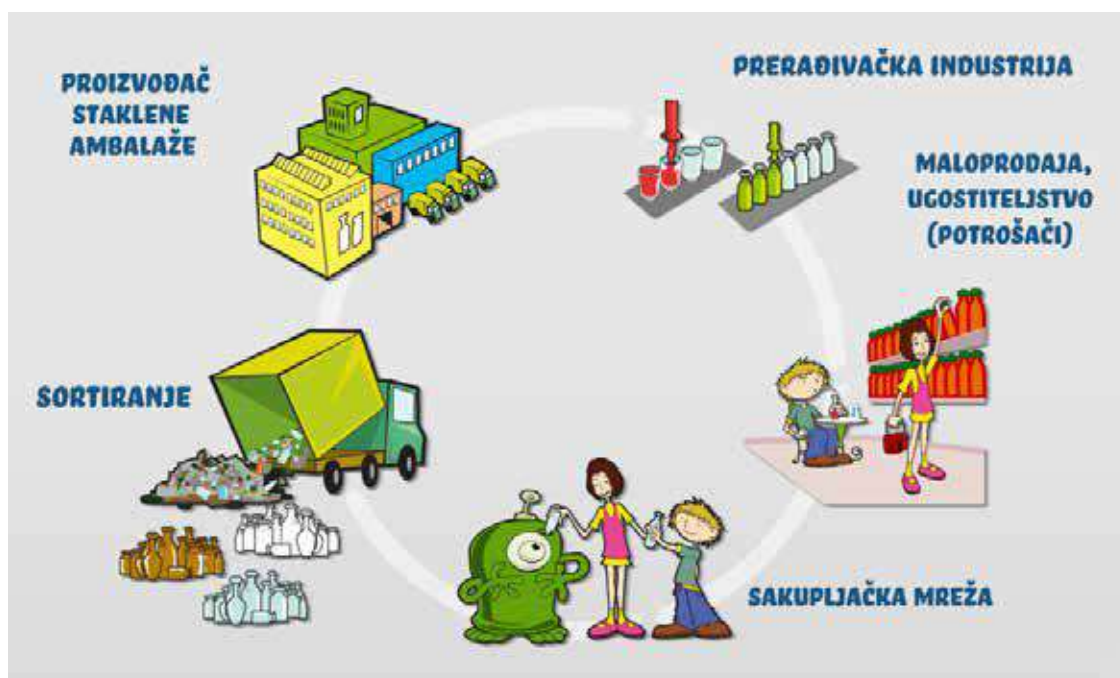 PROIZVOĐAČ
STAKLENE
AMBALAŽE
PRERAĐIVAČKA INDUSTRIJA
MALOPRODAJA,
UGOSTITELJSTVO
(POTROŠAČI)
SORTIRANJE
SAKUPLJAČKA MREŽA